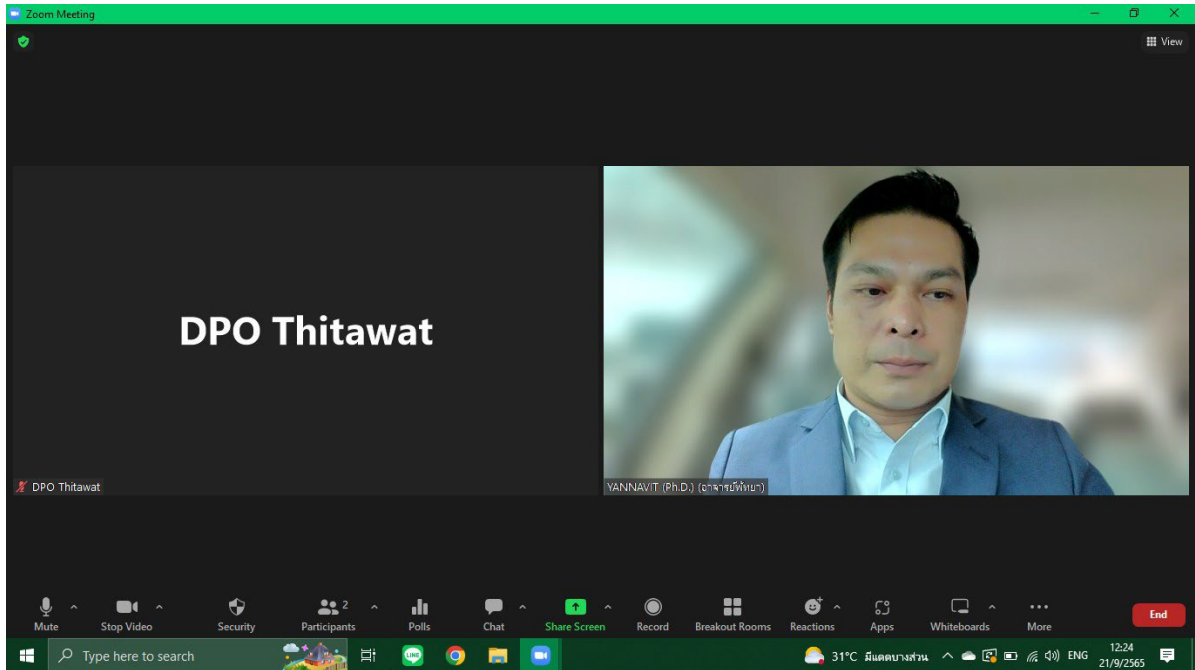 Zoom Meeting
View
DPO Thitawat
DPO Thitawat
YANNAVIT (Ph.D.) (อาจารย์พัทยา)
Mute
Stop Video
Security
2
Participants
Polls
Chat
Share Screen
Record
Breakout Rooms
Reactions
Apps
Whiteboards
More
End
Type here to search
LINE
31°C มีแดดบางส่วน
ENG
12:24
21/9/2565